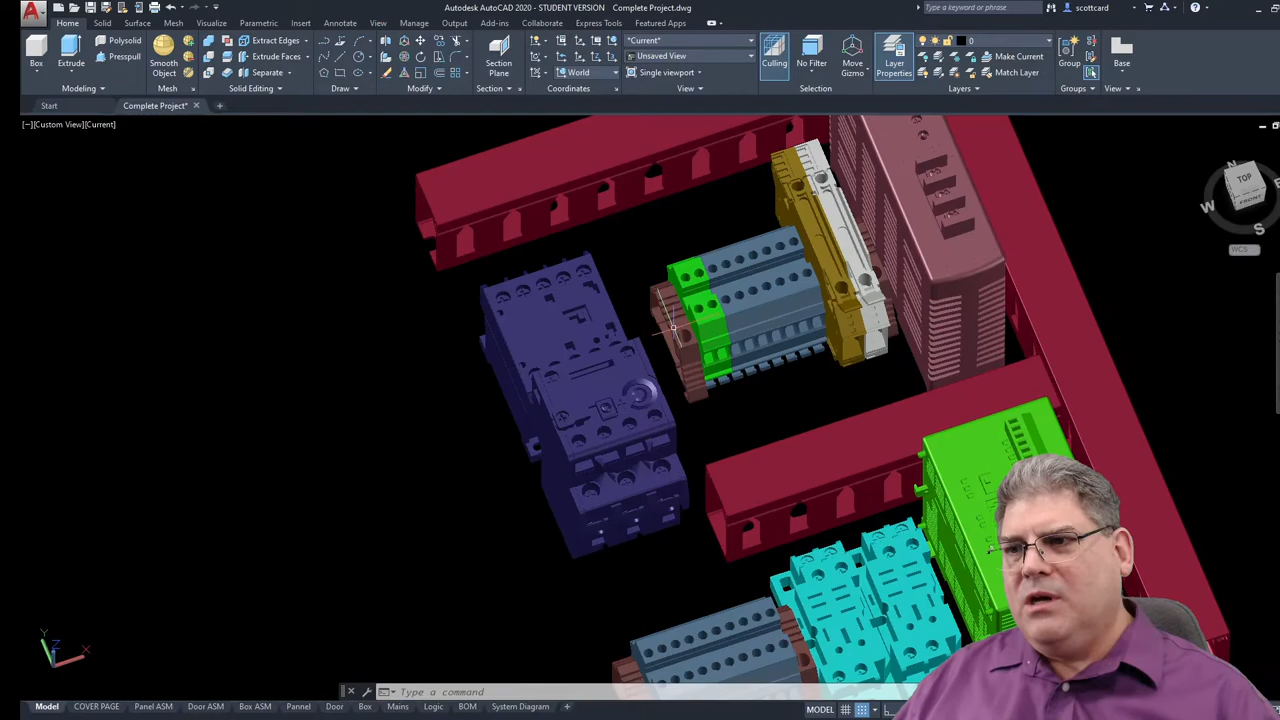 Autodesk AutoCAD 2020 - STUDENT VERSION Complete Project.dwg
Type a keyword or phrase
scottcard
Home Solid Surface Mesh Visualize Parametric Insert Annotate View Manage Output Add-ins Collaborate Express Tools Featured Apps
Box
Extrude
Polysolid
Presspull
Smooth Object
Extrude Edges
Extrude Faces
Separate
Section Plane
World
*Current*
Unsaved View
Single viewport
Culling
No Filter
Move Gizmo
Layer Properties
0
Make Current
Match Layer
Group
Base
Modeling Mesh Solid Editing Draw Modify Section Coordinates View Selection Layers Groups View
Start Complete Project* +
[−][Custom View][Current]
N
TOP
FRONT
W
S
WCS
Y
Z
X
Type a command
Model COVER PAGE Panel ASM Door ASM Box ASM Pannel Door Box Mains Logic BOM System Diagram +
MODEL